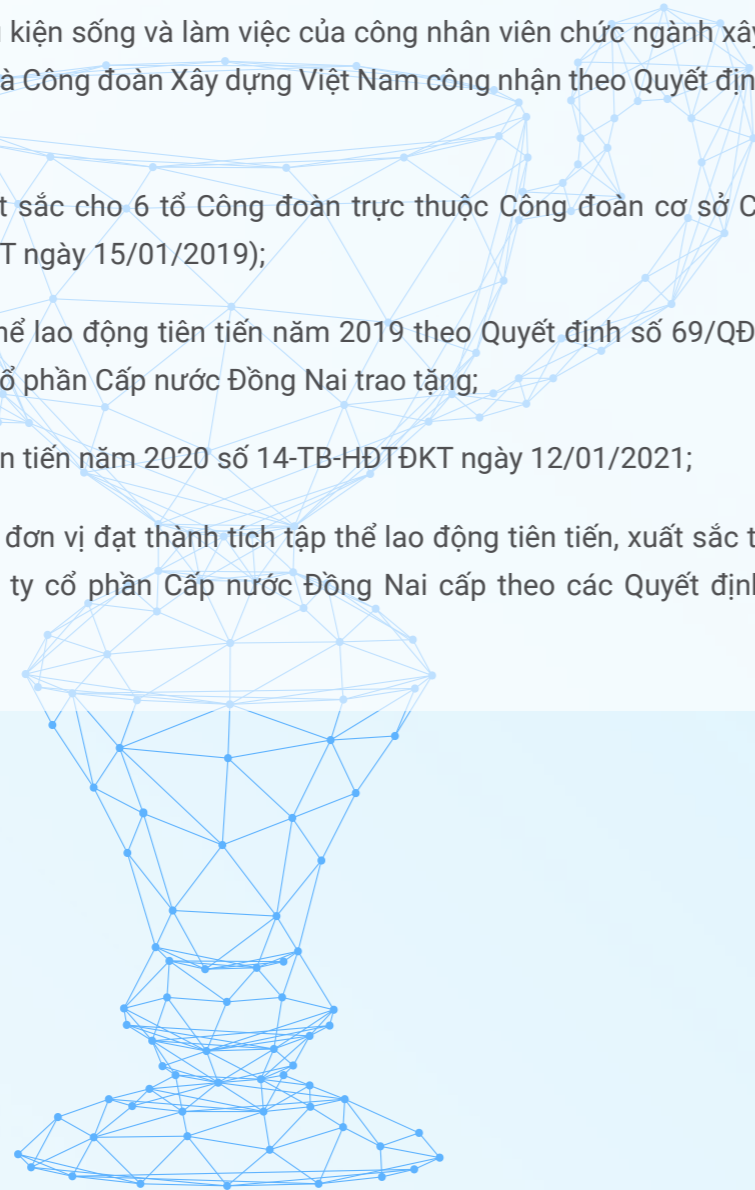 kiện sống và làm việc của công nhân viên chức ngành xây
à Công đoàn Xây dựng Việt Nam công nhận theo Quyết địn
t sắc cho 6 tổ Công đoàn trực thuộc Công đoàn cơ sở C
T ngày 15/01/2019);
hể lao động tiên tiến năm 2019 theo Quyết định số 69/QĐ
ổ phần Cấp nước Đồng Nai trao tặng;
n tiến năm 2020 số 14-TB-HĐTĐKT ngày 12/01/2021;
đơn vị đạt thành tích tập thể lao động tiên tiến, xuất sắc t
ty cổ phần Cấp nước Đồng Nai cấp theo các Quyết định